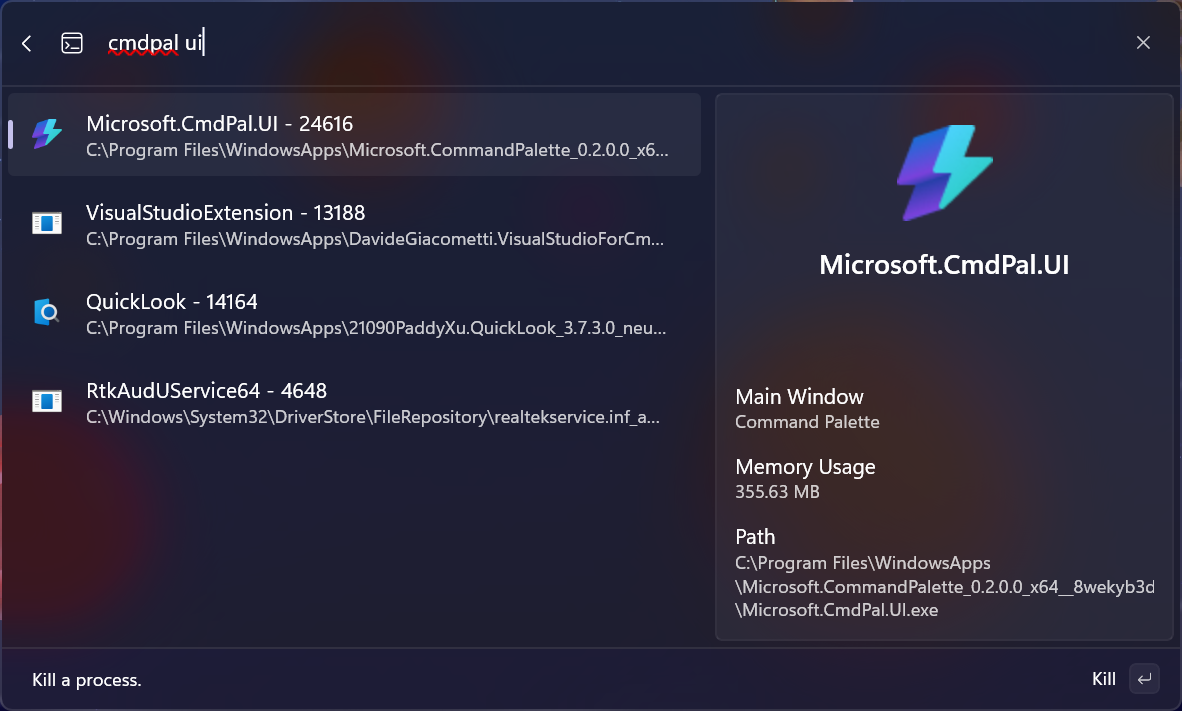 cmdpal ui
Microsoft.CmdPal.UI - 24616
C:\Program Files\WindowsApps\Microsoft.CommandPalette_0.2.0.0_x6...
VisualStudioExtension - 13188
C:\Program Files\WindowsApps\DavideGiacometti.VisualStudioForCm...
QuickLook - 14164
C:\Program Files\WindowsApps\21090PaddyXu.QuickLook_3.7.3.0_neu...
RtkAudUService64 - 4648
C:\Windows\System32\DriverStore\FileRepository\realtekservice.inf_a...
Microsoft.CmdPal.UI
Main Window
Command Palette
Memory Usage
355.63 MB
Path
C:\Program Files\WindowsApps
\Microsoft.CommandPalette_0.2.0.0_x64__8wekyb3d
\Microsoft.CmdPal.UI.exe
Kill a process.
Kill